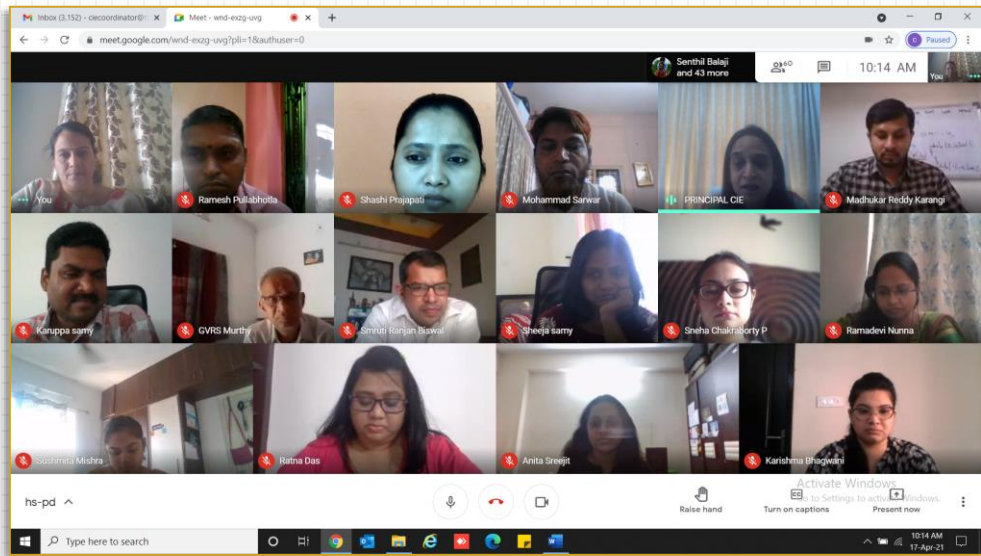 Inbox (3,152) - ciecoordinator@
Meet - wnd-exzg-uvg
meet.google.com/wnd-exzg-uvg?pli=1&authuser=0
Paused
Senthil Balaji
and 43 more
60
10:14 AM
You
You
Ramesh Pullabhotla
Shashi Prajapati
Mohammad Sarwar
PRINCIPAL CIE
Madhukar Reddy Karangi
Karuppa samy
GVRS Murthy
Smruti Ranjan Biswal
Sheeja samy
Sneha Chakraborty P
Ramadevi Nunna
Sushmita Mishra
Ratna Das
Anita Sreejit
Karishma Bhagwani
Activate Windows
Go to Settings to activate Windows.
hs-pd
Raise hand
Turn on captions
Present now
Type here to search
10:14 AM
17-Apr-21